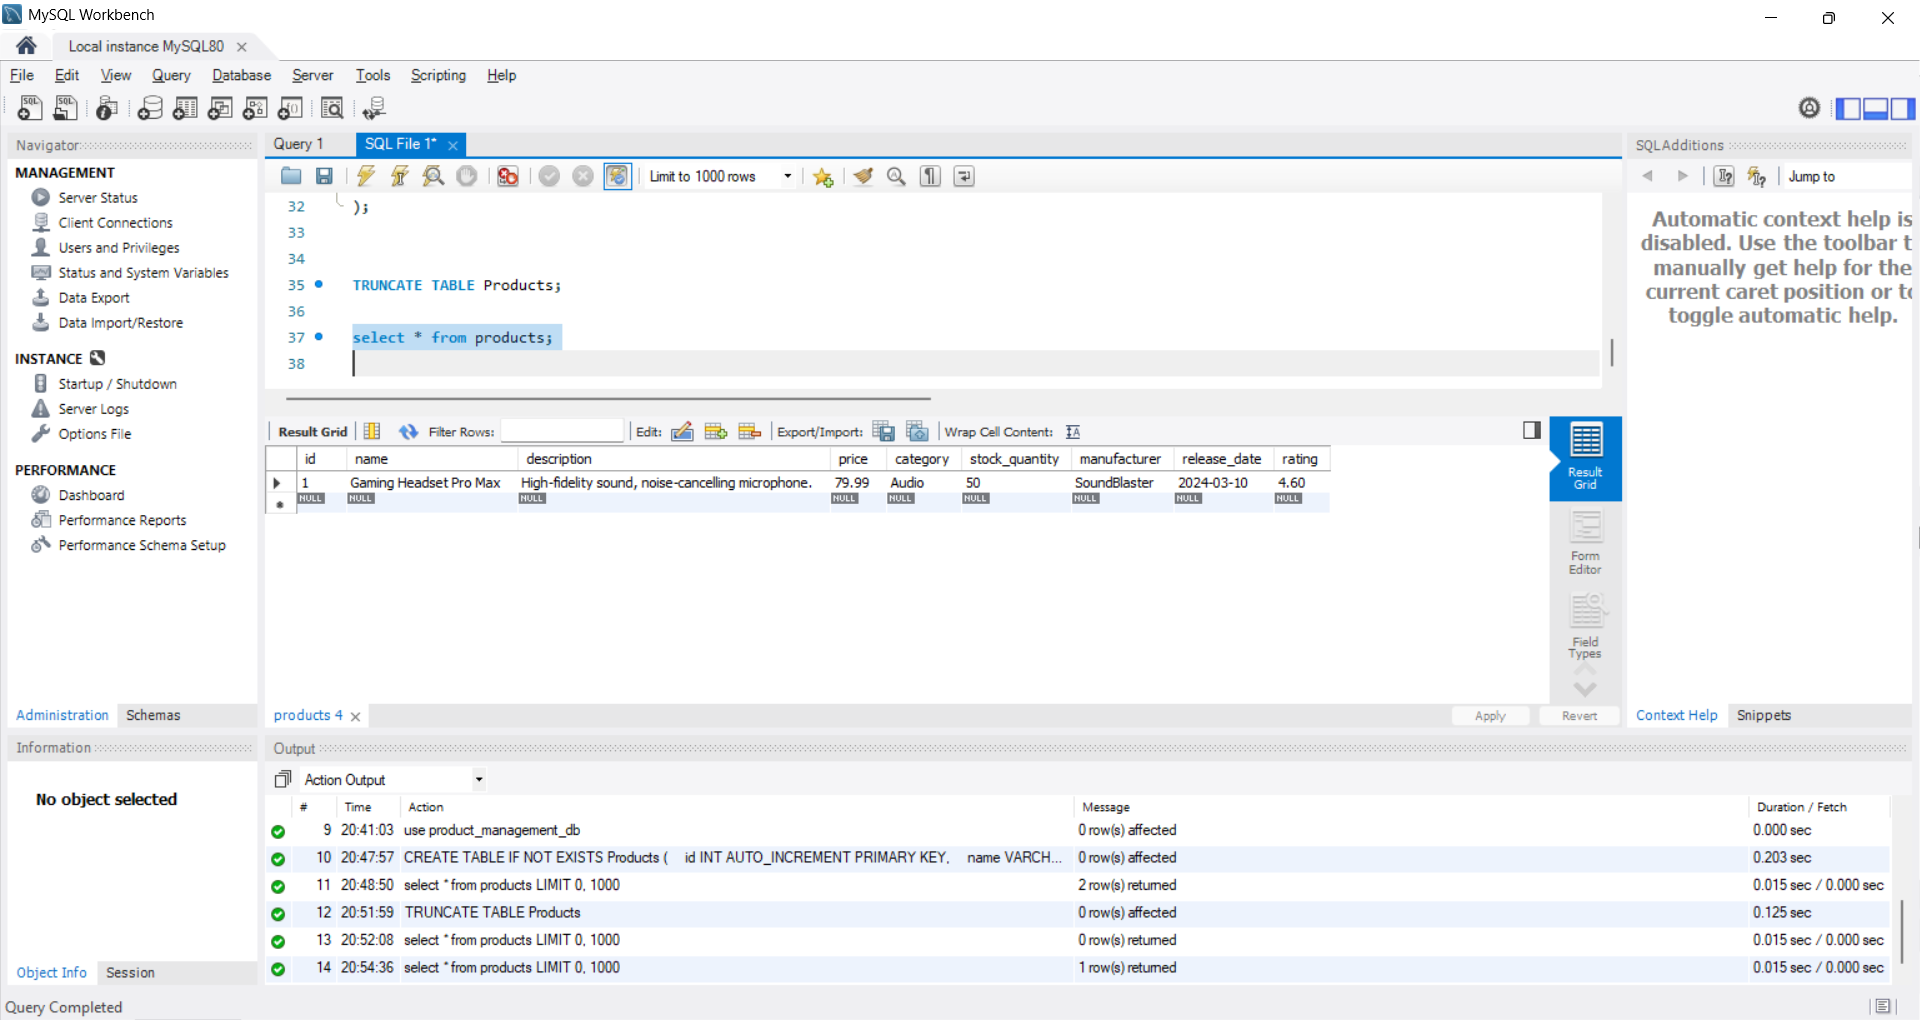 MySQL Workbench
Local instance MySQL80
File Edit View Query Database Server Tools Scripting Help
Navigator
MANAGEMENT
Server Status
Client Connections
Users and Privileges
Status and System Variables
Data Export
Data Import/Restore
INSTANCE
Startup / Shutdown
Server Logs
Options File
PERFORMANCE
Dashboard
Performance Reports
Performance Schema Setup
Administration Schemas
Information
No object selected
Object Info Session
Query 1 SQL File 1*
Limit to 1000 rows
32 );
33
34
35 TRUNCATE TABLE Products;
36
37 select * from products;
38
Result Grid Filter Rows: Edit: Export/Import: Wrap Cell Content:
id name description price category stock_quantity manufacturer release_date rating
1 Gaming Headset Pro Max High-fidelity sound, noise-cancelling microphone. 79.99 Audio 50 SoundBlaster 2024-03-10 4.60
NULL NULL NULL NULL NULL NULL NULL NULL NULL
Result
Grid
Form
Editor
Field
Types
products 4 Apply Revert
SQLAdditions
Jump to
Automatic context help is
disabled. Use the toolbar t
manually get help for the
current caret position or to
toggle automatic help.
Context Help Snippets
Output
Action Output
# Time Action Message Duration / Fetch
9 20:41:03 use product_management_db 0 row(s) affected 0.000 sec
10 20:47:57 CREATE TABLE IF NOT EXISTS Products ( id INT AUTO_INCREMENT PRIMARY KEY, name VARCH... 0 row(s) affected 0.203 sec
11 20:48:50 select * from products LIMIT 0, 1000 2 row(s) returned 0.015 sec / 0.000 sec
12 20:51:59 TRUNCATE TABLE Products 0 row(s) affected 0.125 sec
13 20:52:08 select * from products LIMIT 0, 1000 0 row(s) returned 0.015 sec / 0.000 sec
14 20:54:36 select * from products LIMIT 0, 1000 1 row(s) returned 0.015 sec / 0.000 sec
Query Completed